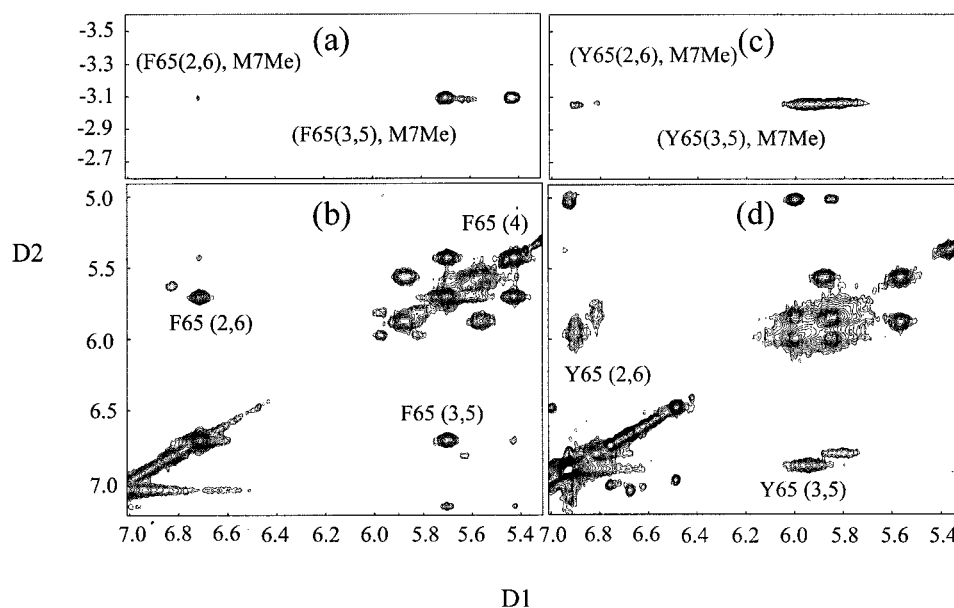 (a)
(F65(2,6), M7Me)
(F65(3,5), M7Me)
(c)
(Y65(2,6), M7Me)
(Y65(3,5), M7Me)
-3.5
-3.3
-3.1
-2.9
-2.7
(b)
F65 (4)
F65 (2,6)
F65 (3,5)
(d)
Y65 (2,6)
Y65 (3,5)
D2
5.0
5.5
6.0
6.5
7.0
7.0 6.8 6.6 6.4 6.2 6.0 5.8 5.6 5.4
7.0 6.8 6.6 6.4 6.2 6.0 5.8 5.6 5.4
D1